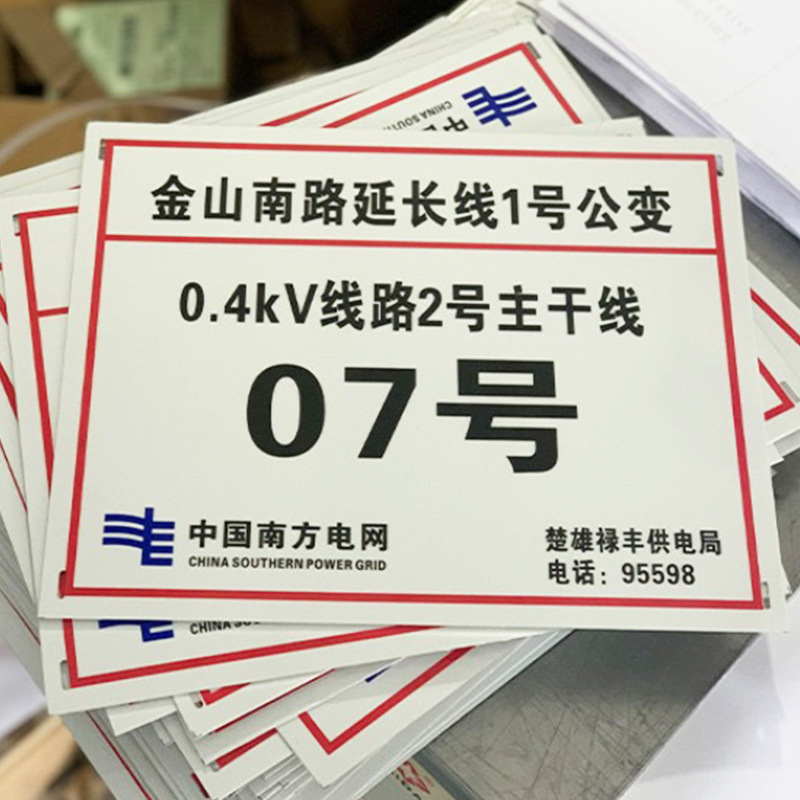 金山南路延长线1号公变
0.4kV线路2号主干线
07号
中国南方电网
CHINA SOUTHERN POWER GRID
楚雄禄丰供电局
电话：95598